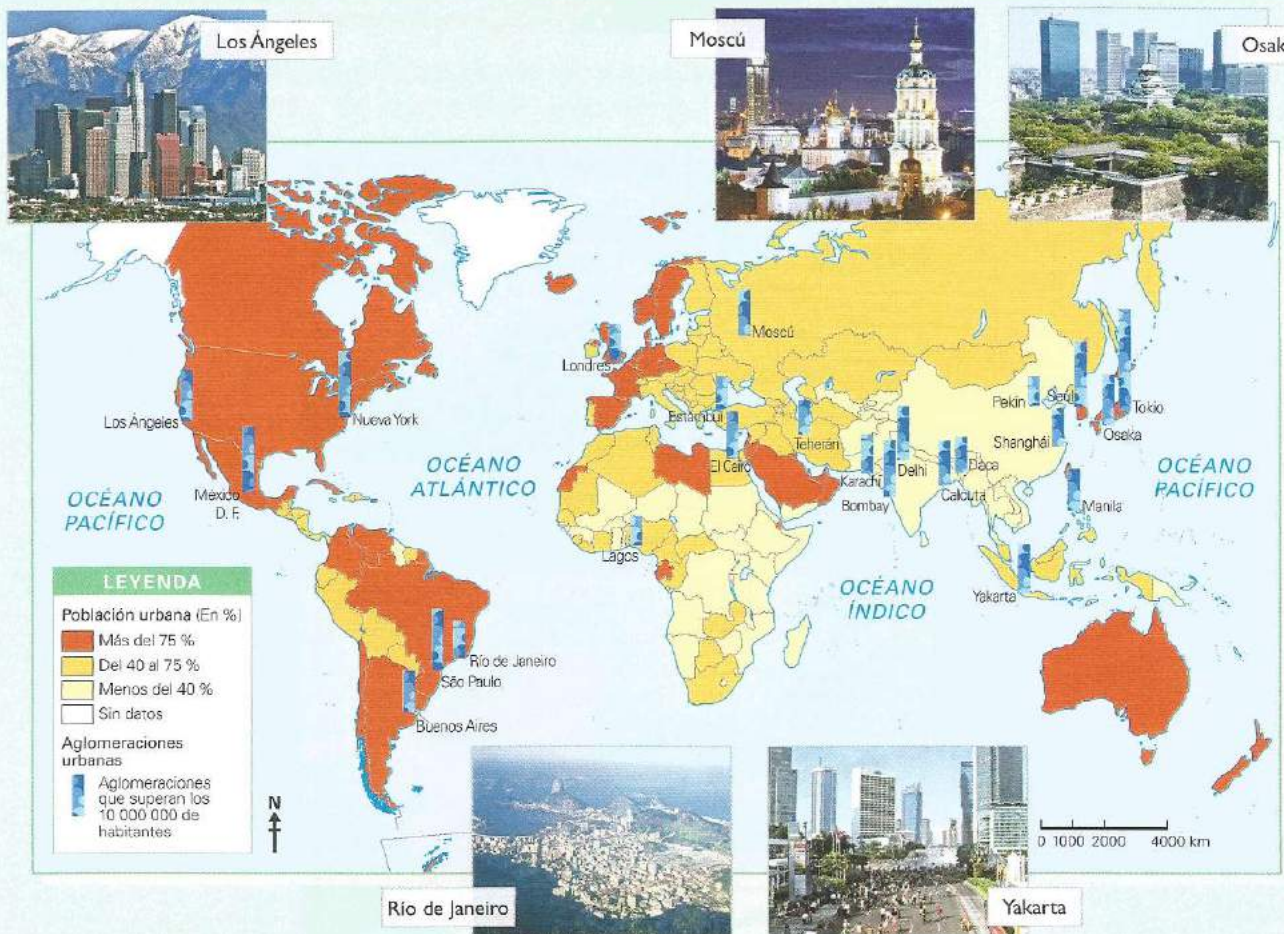 Los Ángeles
Moscú
Osak
Moscú
Londres
Los Ángeles
Nueva York
México
D. F.
Estambul
El Cairo
Teherán
Karachi
Bombay
Delhi
Calcuta
Daca
Pekín
Seúl
Shanghái
Tokio
Osaka
Manila
Lagos
Yakarta
Río de Janeiro
São Paulo
Buenos Aires
OCÉANO
PACÍFICO
OCÉANO
ATLÁNTICO
OCÉANO
ÍNDICO
OCÉANO
PACÍFICO
LEYENDA
Población urbana (En %)
Más del 75 %
Del 40 al 75 %
Menos del 40 %
Sin datos
Aglomeraciones
urbanas
Aglomeraciones
que superan los
10 000 000 de
habitantes
N
0 1000 2000 4000 km
Río de Janeiro
Yakarta